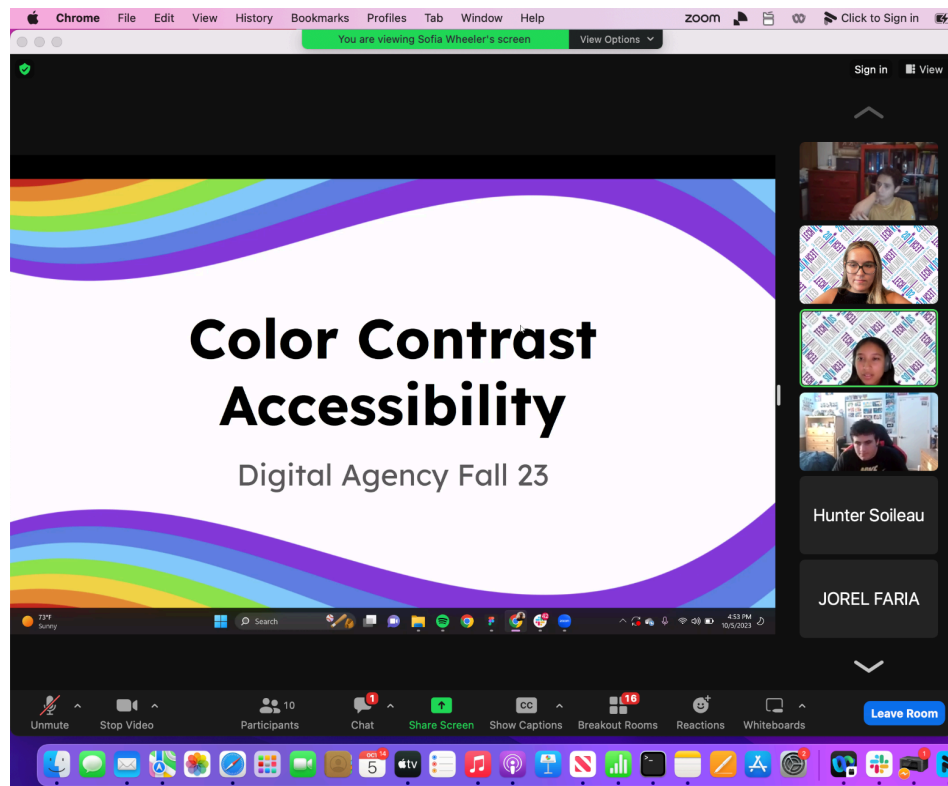 Chrome File Edit View History Bookmarks Profiles Tab Window Help zoom Click to Sign in
You are viewing Sofia Wheeler's screen View Options
Sign in View
Color Contrast
Accessibility
Digital Agency Fall 23
Hunter Soileau
JOREL FARIA
73°F
Sunny
Search
4:53 PM
10/5/2023
Unmute
Stop Video
10
Participants
1
Chat
Share Screen
CC
Show Captions
16
Breakout Rooms
Reactions
Whiteboards
Leave Room
OCT
14
5
tv
2
1